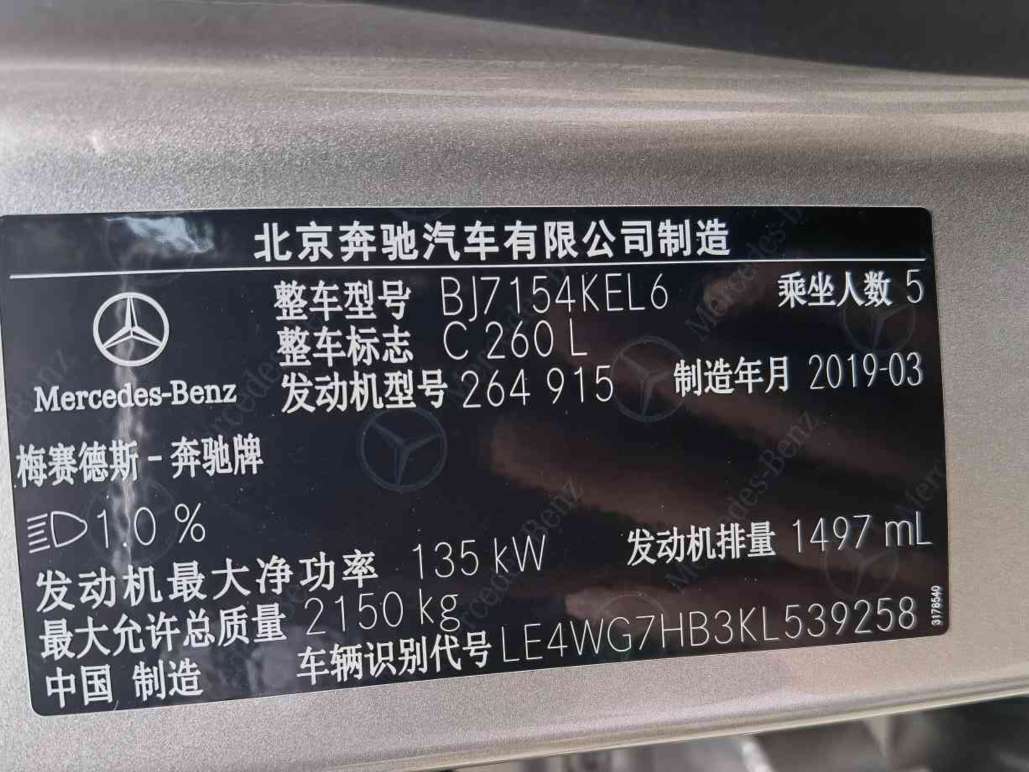 北京奔驰汽车有限公司制造
整车型号 BJ7154KEL6 乘坐人数 5
整车标志 C 260 L
发动机型号 264 915 制造年月 2019-03
Mercedes-Benz
梅赛德斯-奔驰牌
1.0 %
发动机最大净功率 135 kW 发动机排量 1497 mL
最大允许总质量 2150 kg
中国 制造 车辆识别代号 LE4WG7HB3KL539258
3178540